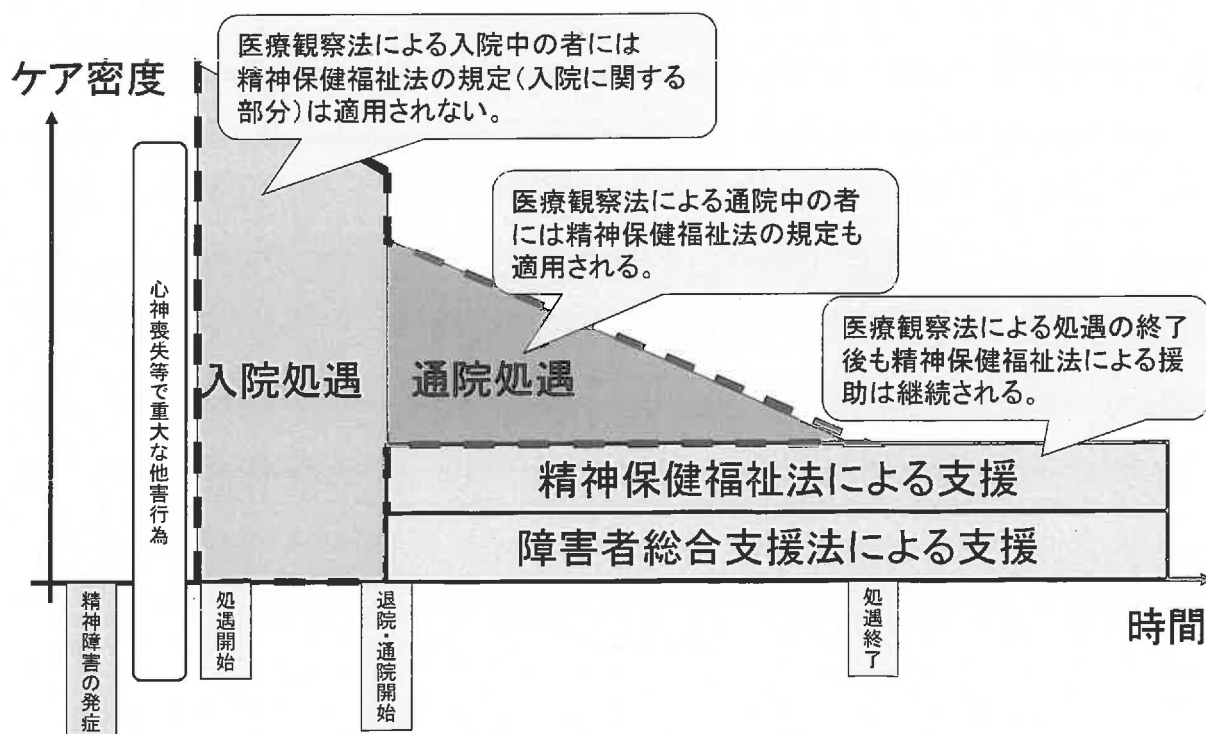 医療観察法による入院中の者には
精神保健福祉法の規定(入院に関する
部分)は適用されない。
ケア密度
医療観察法による通院中の者
には精神保健福祉法の規定も
適用される。
医療観察法による処遇の終了
後も精神保健福祉法による援
助は継続される。
心神喪失等で重大な他害行為
入院処遇
通院処遇
精神保健福祉法による支援
障害者総合支援法による支援
精神障害の発症
処遇開始
退院・通院開始
処遇終了
時間